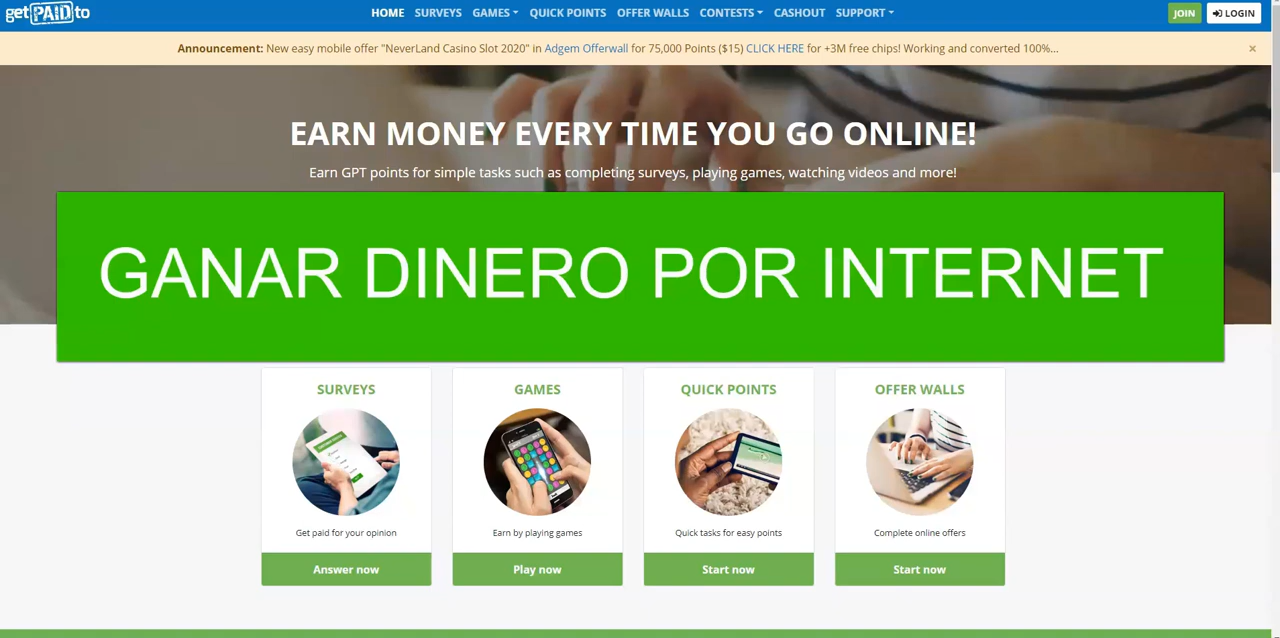 getPAIDto
HOME SURVEYS GAMES QUICK POINTS OFFER WALLS CONTESTS CASHOUT SUPPORT JOIN LOGIN
Announcement: New easy mobile offer "NeverLand Casino Slot 2020" in Adgem Offerwall for 75,000 Points ($15) CLICK HERE for +3M free chips! Working and converted 100%... ×
EARN MONEY EVERY TIME YOU GO ONLINE!
Earn GPT points for simple tasks such as completing surveys, playing games, watching videos and more!
GANAR DINERO POR INTERNET
SURVEYS GAMES QUICK POINTS OFFER WALLS
Get paid for your opinion Earn by playing games Quick tasks for easy points Complete online offers
Answer now Play now Start now Start now